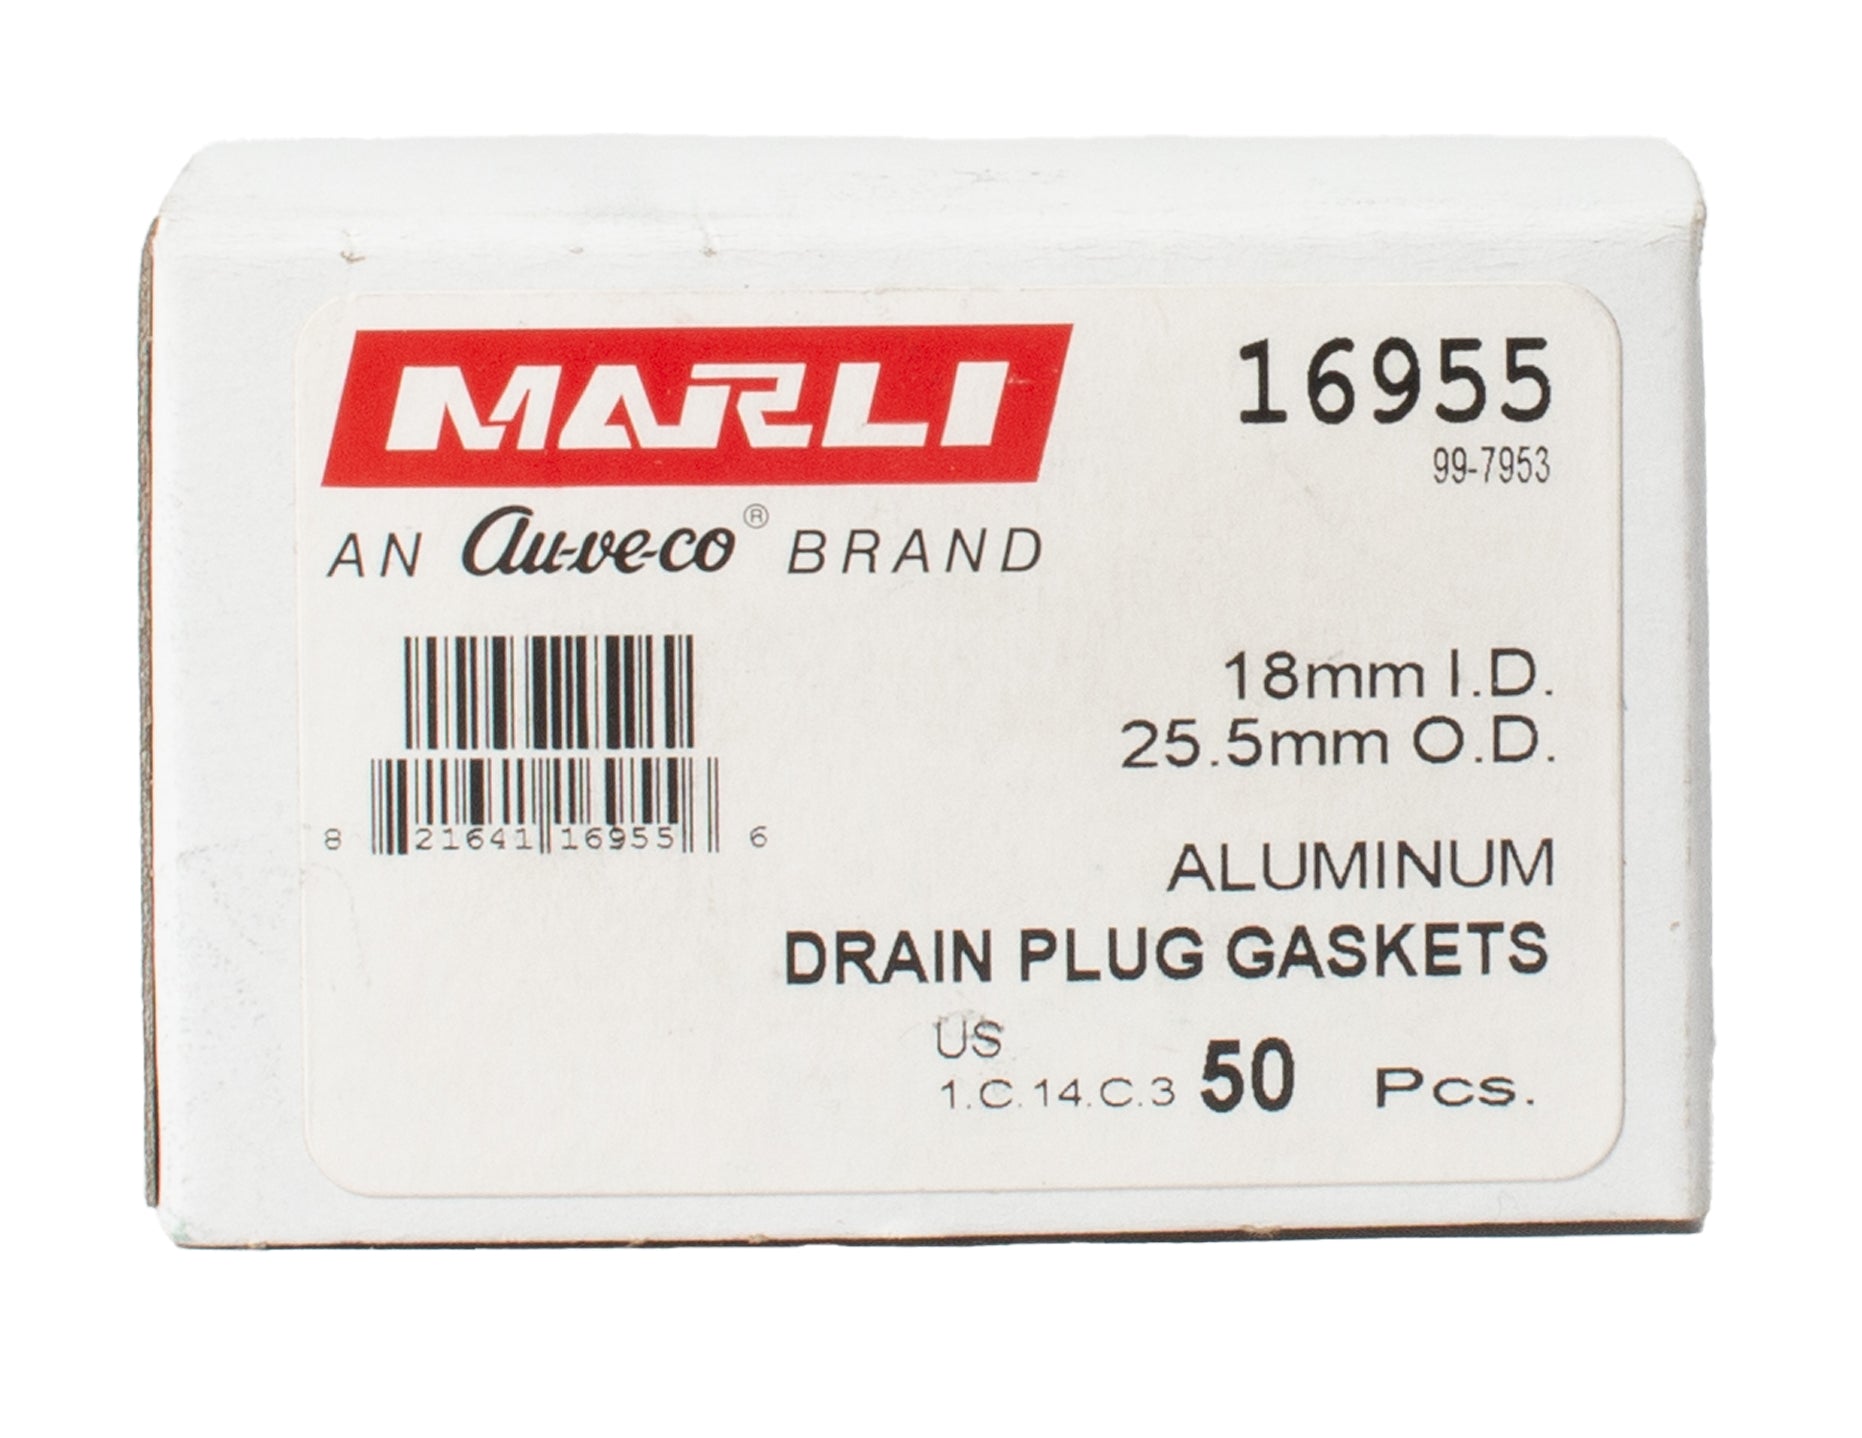 MARLI
16955
99-7953
AN au-ve-co® BRAND
18mm I.D.
25.5mm O.D.
8 21641 16955 6
ALUMINUM
DRAIN PLUG GASKETS
US
1.C.14.C.3 50 Pcs.